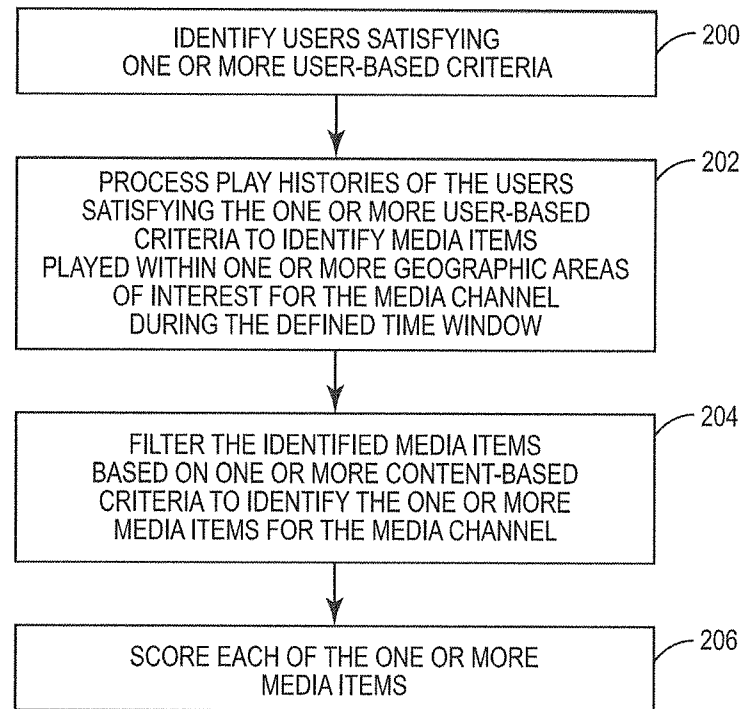 IDENTIFY USERS SATISFYING
ONE OR MORE USER-BASED CRITERIA
200
PROCESS PLAY HISTORIES OF THE USERS
SATISFYING THE ONE OR MORE USER-BASED
CRITERIA TO IDENTIFY MEDIA ITEMS
PLAYED WITHIN ONE OR MORE GEOGRAPHIC AREAS
OF INTEREST FOR THE MEDIA CHANNEL
DURING THE DEFINED TIME WINDOW
202
FILTER THE IDENTIFIED MEDIA ITEMS
BASED ON ONE OR MORE CONTENT-BASED
CRITERIA TO IDENTIFY THE ONE OR MORE
MEDIA ITEMS FOR THE MEDIA CHANNEL
204
SCORE EACH OF THE ONE OR MORE
MEDIA ITEMS
206